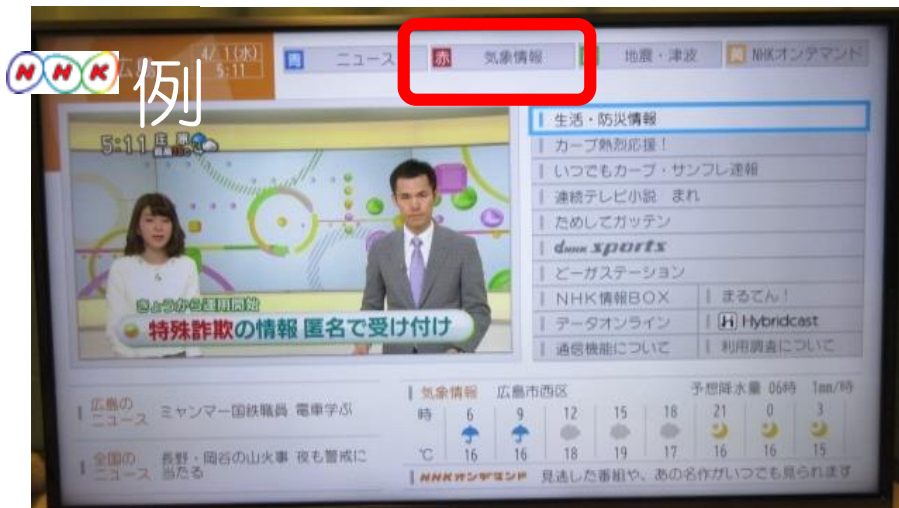 NHK
例
広島
4/ 1(水)
5:11
青 ニュース
赤 気象情報
地震・津波
黄 NHKオンデマンド
5:11
生活・防災情報
カープ熱烈応援!
いつでもカープ・サンフレ速報
連続テレビ小説 まれ
ためしてガッテン
sports
どーがステーション
NHK情報BOX
まるごてん!
データオンライン
Hybridcast
通信機能について
利用調査について
きょうから運用開始
特殊詐欺の情報 匿名で受け付け
広島の
ニュース
ミャンマー国鉄職員 電車学ぶ
全国の
ニュース
長野・岡谷の山火事 夜も警戒に
当たる
気象情報 広島市西区 予想降水量 06時 1mm/時
時 6 9 12 15 18 21 0 3
℃ 16 16 18 19 17 16 16 15
NHKオンデマンド 見逃した番組や、あの名作がいつでも見られます